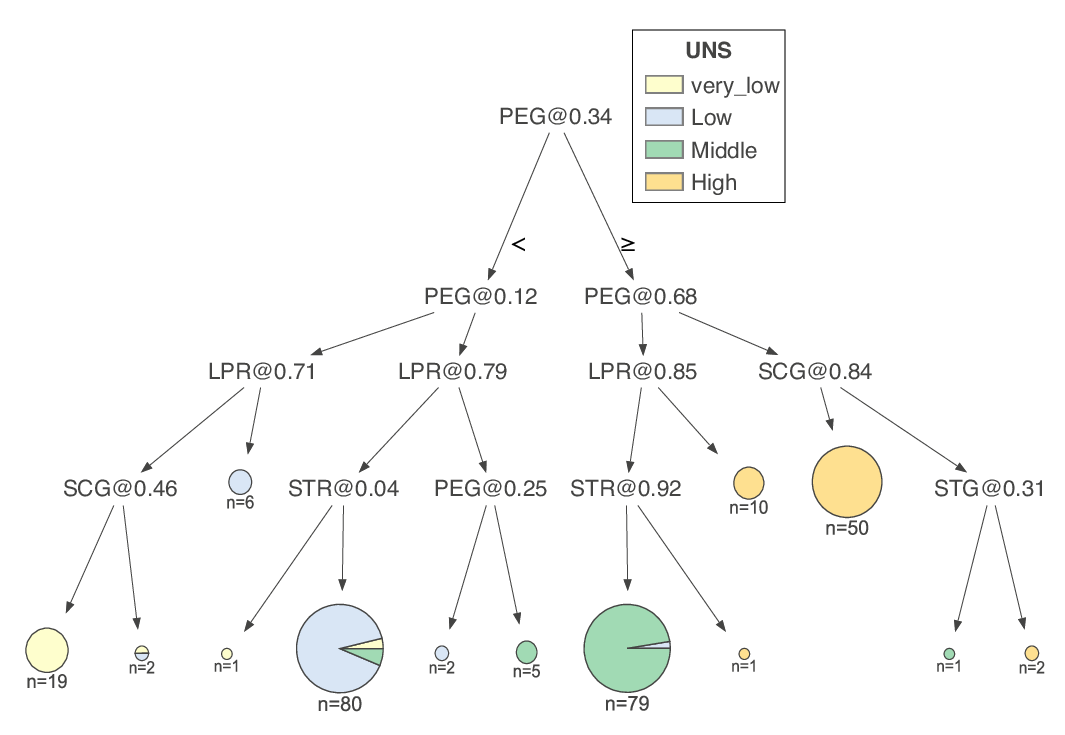 UNS
very_low
Low
Middle
High
PEG@0.34
<
≥
PEG@0.12
PEG@0.68
LPR@0.71
LPR@0.79
LPR@0.85
SCG@0.84
SCG@0.46
n=6
STR@0.04
PEG@0.25
STR@0.92
n=10
n=50
STG@0.31
n=19
n=2
n=1
n=80
n=2
n=5
n=79
n=1
n=1
n=2